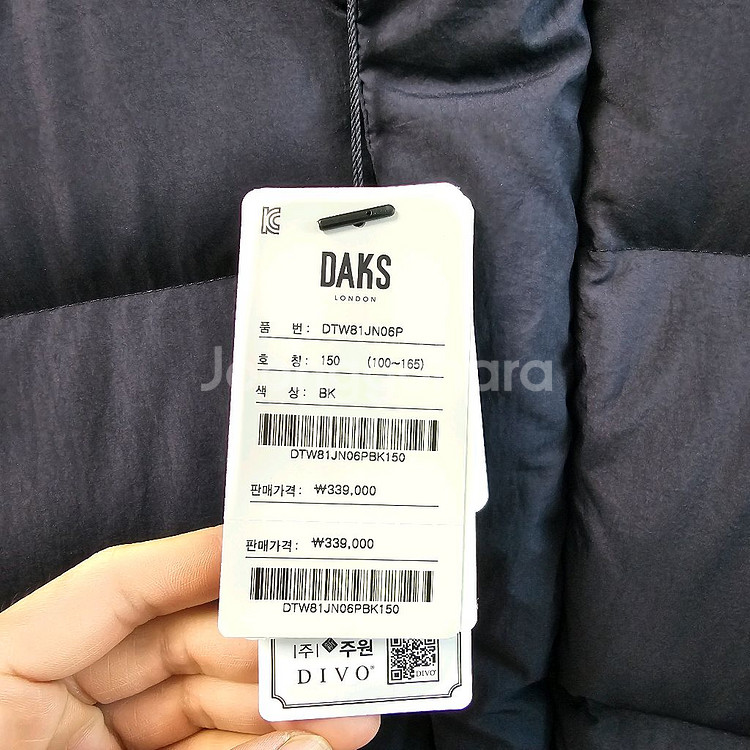 KC
DAKS
LONDON
품 번: DTW81JN06P
호 칭: 150 (100~165)
색 상: BK
DTW81JN06PBK150
판매가격: ₩339,000
판매가격: ₩339,000
DTW81JN06PBK150
(주) 주원
DIVO®
DIVO